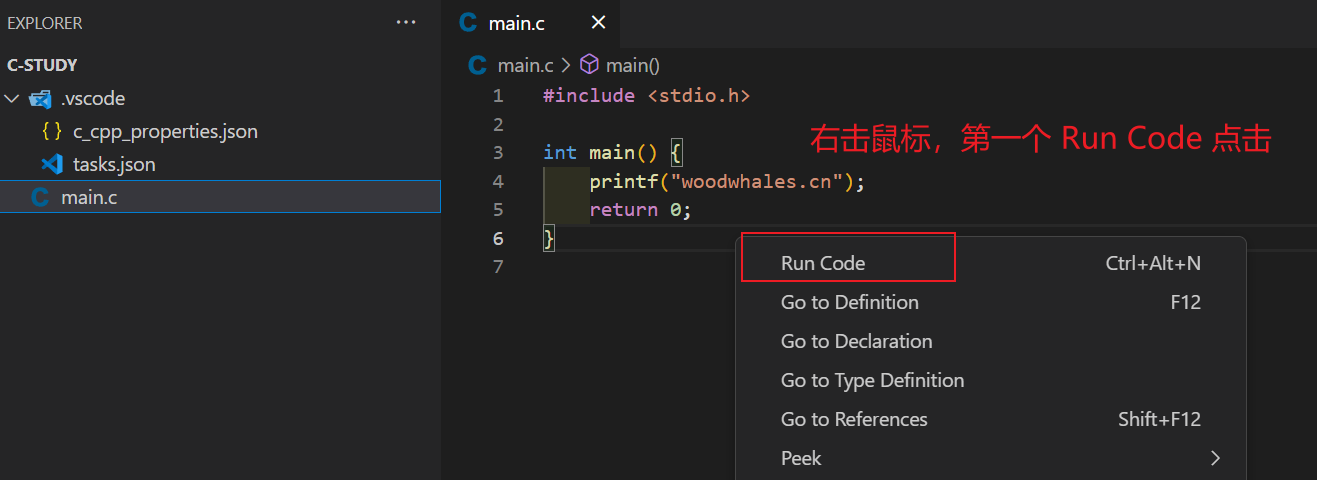 EXPLORER
C-STUDY
.vscode
c_cpp_properties.json
tasks.json
main.c
main.c
main.c > main()
1 #include <stdio.h>
2
3 int main() {
4     printf("woodwhales.cn");
5     return 0;
6 }
7
右击鼠标，第一个 Run Code 点击
Run Code Ctrl+Alt+N
Go to Definition F12
Go to Declaration
Go to Type Definition
Go to References Shift+F12
Peek